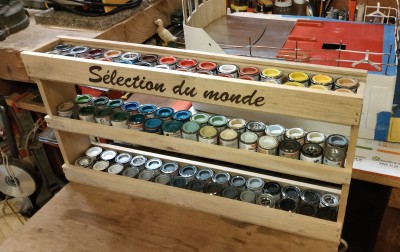 Sélection du monde